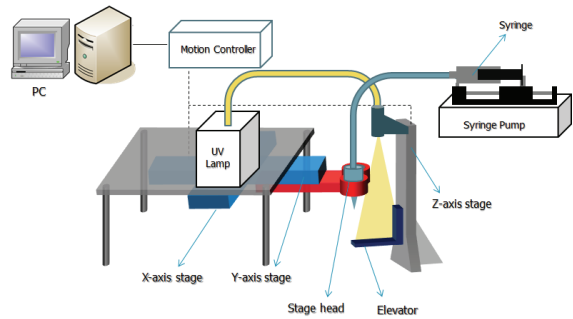 Syringe
Motion Controller
PC
UV
Lamp
Syringe Pump
Z-axis stage
X-axis stage
Y-axis stage
Stage head
Elevator